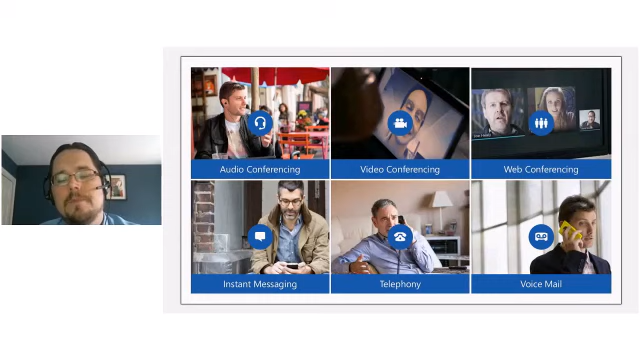 Audio Conferencing
Video Conferencing
Web Conferencing
Instant Messaging
Telephony
Voice Mail